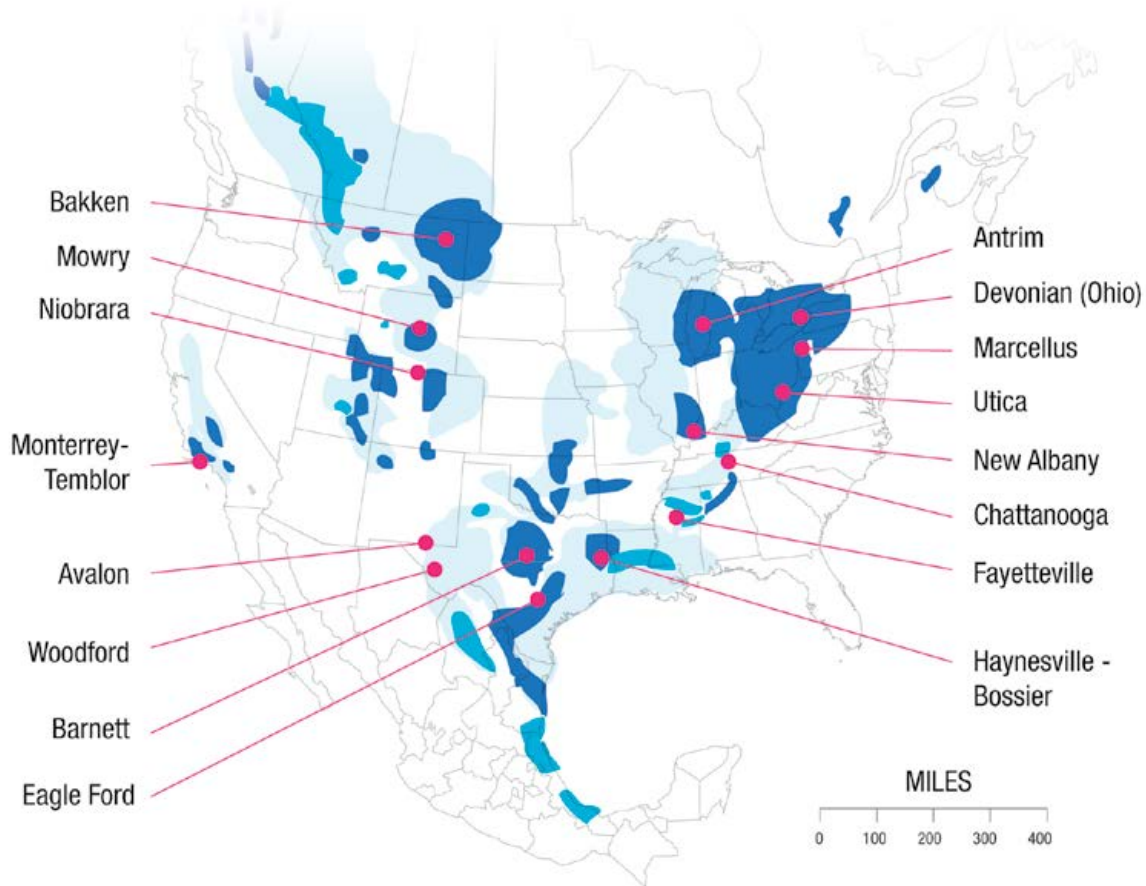 Bakken
Mowry
Niobrara
Monterrey-
Temblor
Avalon
Woodford
Barnett
Eagle Ford
Antrim
Devonian (Ohio)
Marcellus
Utica
New Albany
Chattanooga
Fayetteville
Haynesville -
Bossier
MILES
0 100 200 300 400